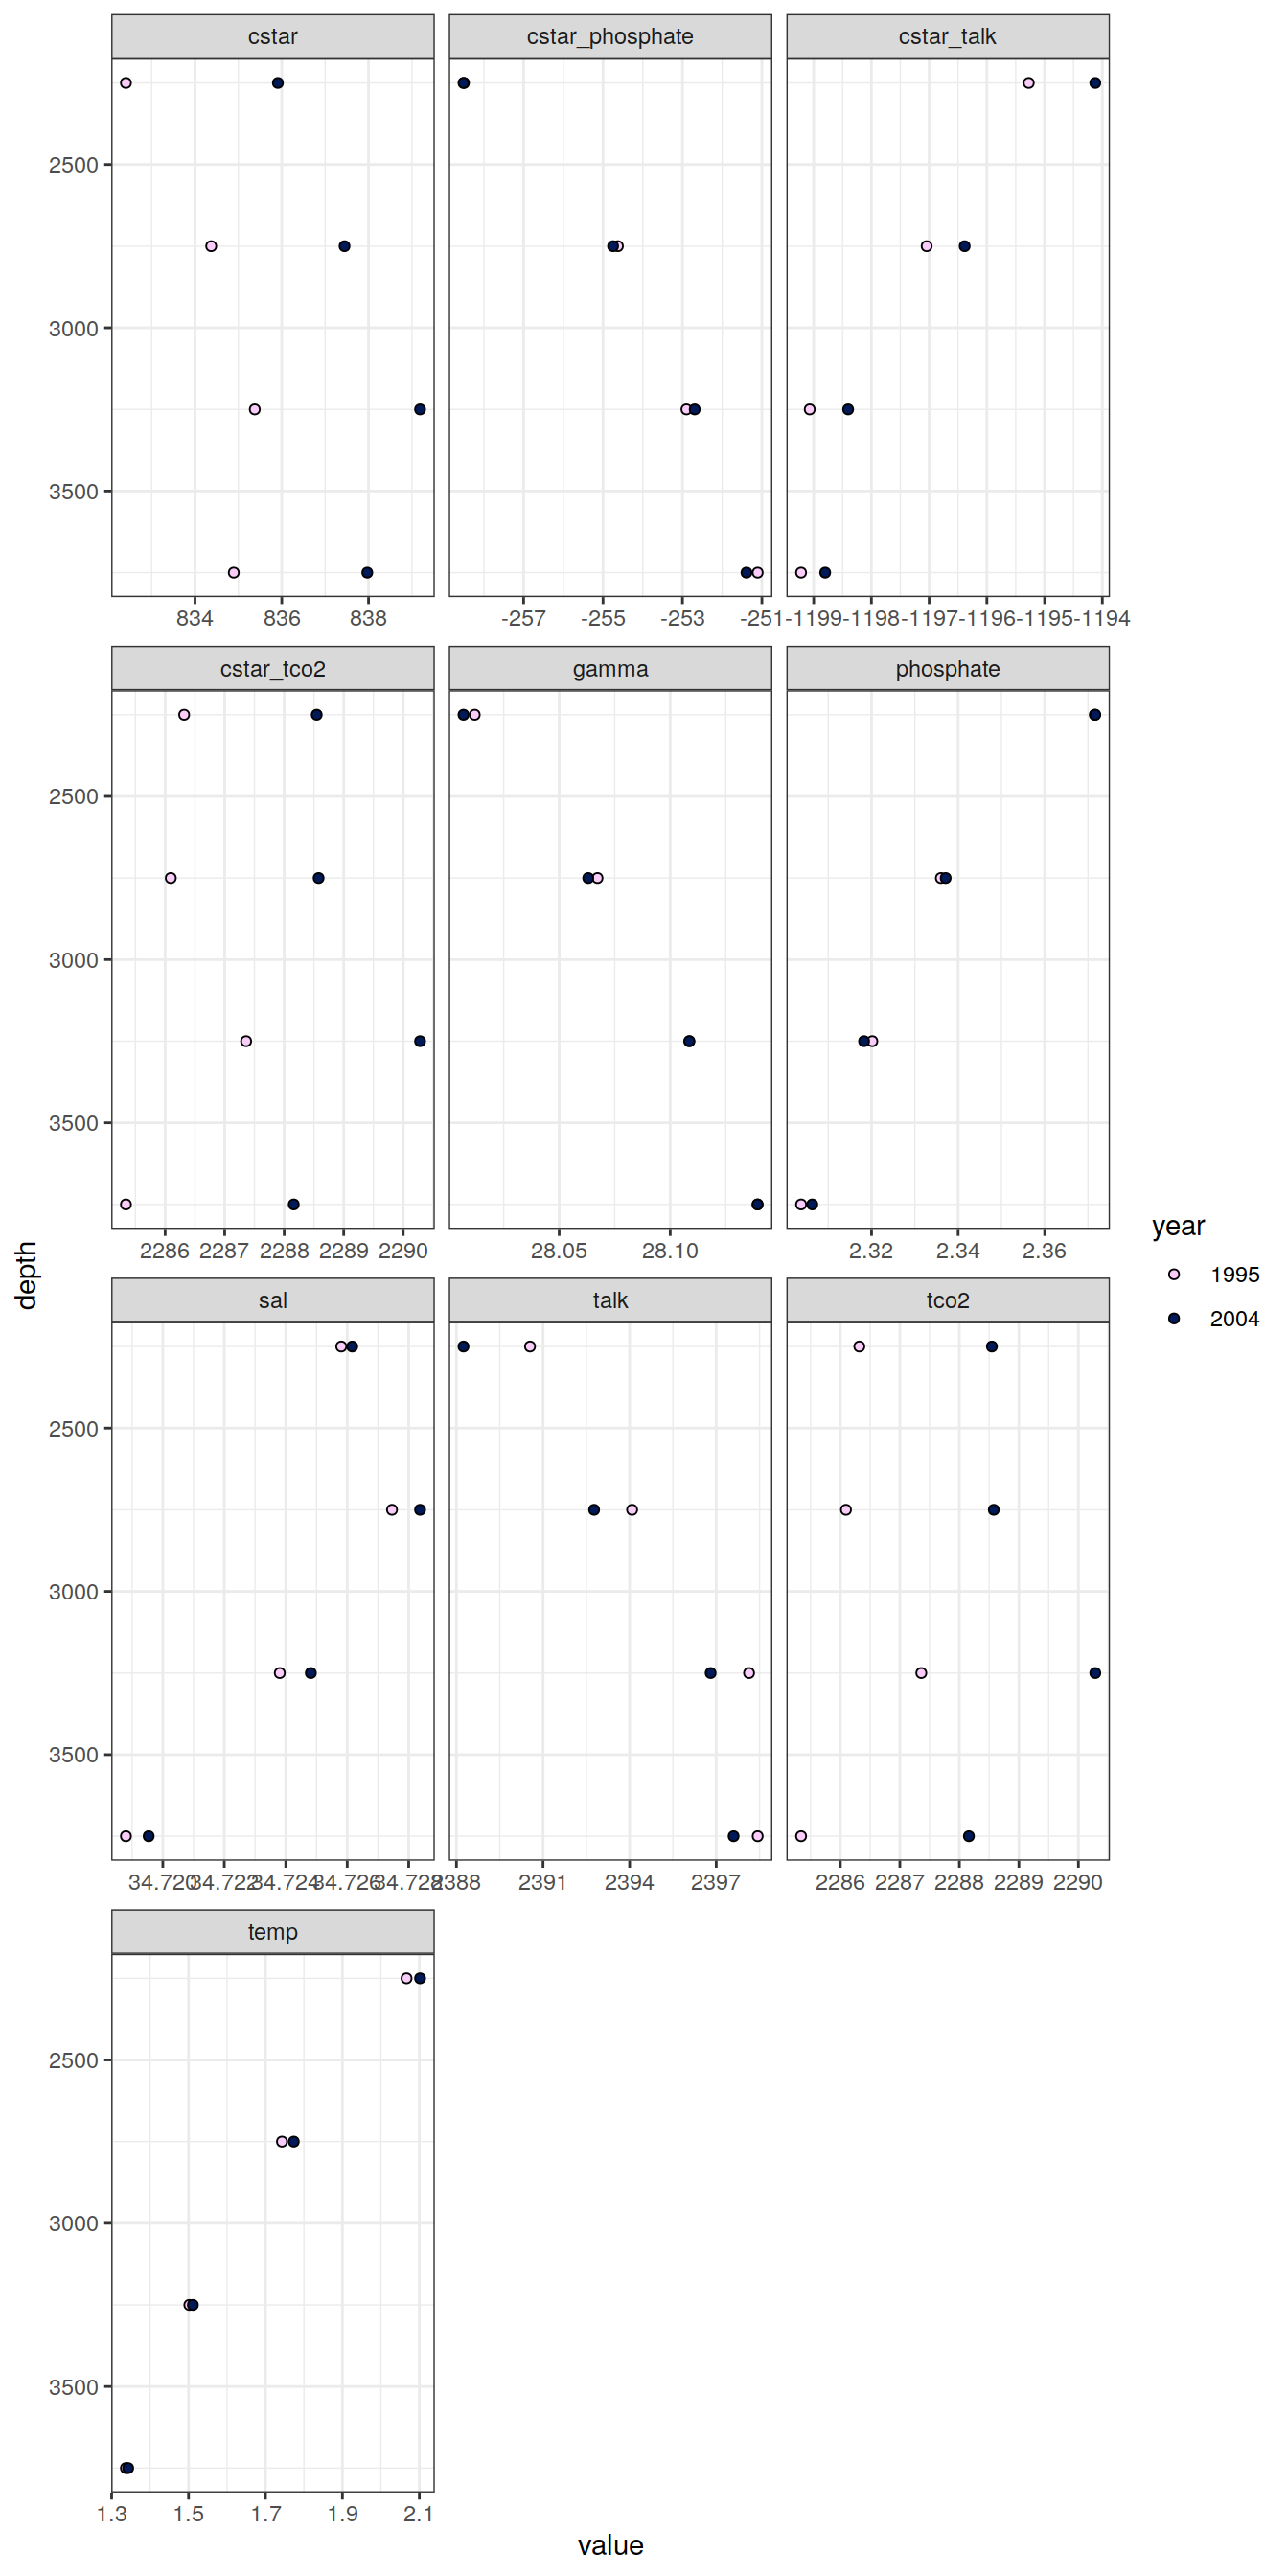 cstar cstar_phosphate cstar_talk
2500
3000
3500
834 836 838 -257 -255 -253 -251 -1199 -1198 -1197 -1196 -1195 -1194
cstar_tco2 gamma phosphate
2500
3000
3500
2286 2287 2288 2289 2290 28.05 28.10 2.32 2.34 2.36
year
1995
2004
depth
sal talk tco2
2500
3000
3500
34.720 34.722 34.724 34.726 34.728 2388 2391 2394 2397 2286 2287 2288 2289 2290
temp
2500
3000
3500
1.3 1.5 1.7 1.9 2.1
value